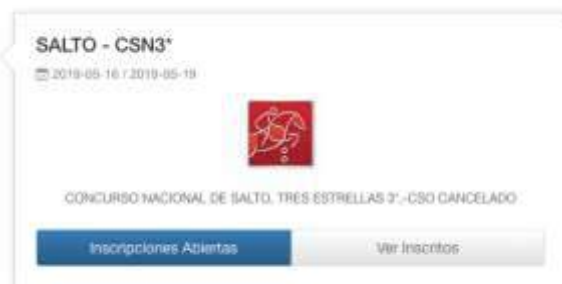 SALTO - CSN3*
2019-05-16 / 2019-05-19
CONCURSO NACIONAL DE SALTO. TRES ESTRELLAS 3*.-CSO CANCELADO
Inscripciones Abiertas
Ver Inscritos